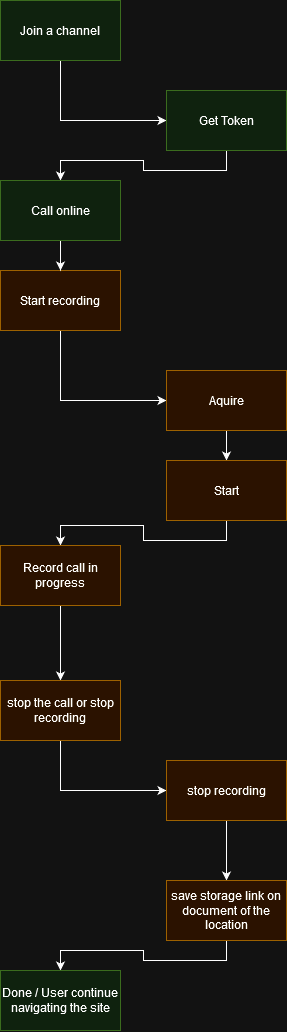 Join a channel
Get Token
Call online
Start recording
Aquire
Start
Record call in
progress
stop the call or stop
recording
stop recording
save storage link on
document of the
location
Done / User continue
navigating the site